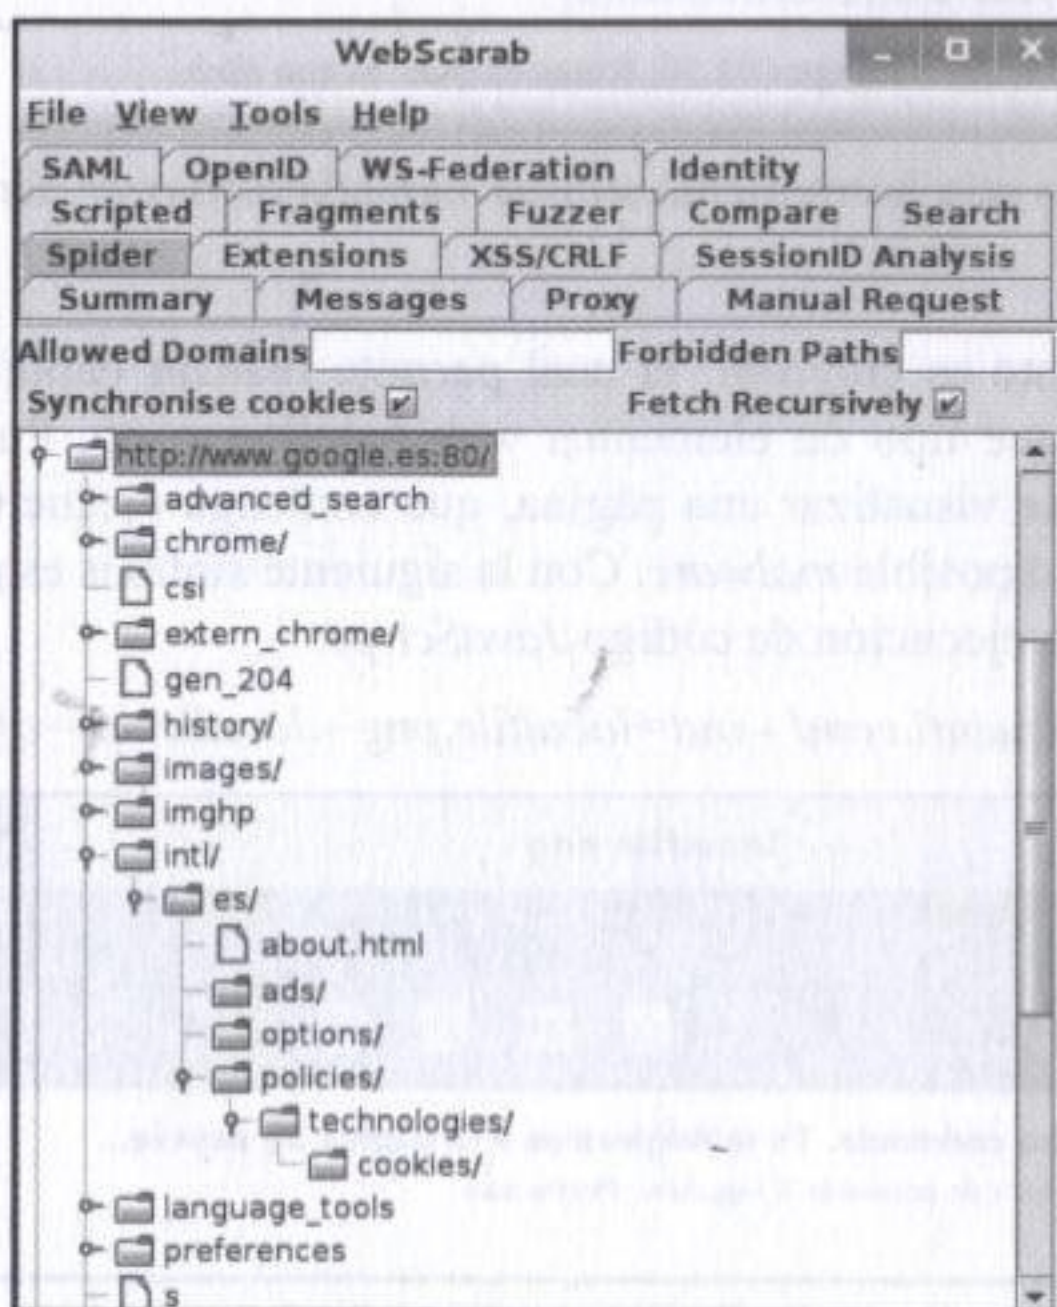 WebScarab
File View Tools Help
SAML OpenID WS-Federation Identity
Scripted Fragments Fuzzer Compare Search
Spider Extensions XSS/CRLF SessionID Analysis
Summary Messages Proxy Manual Request
Allowed Domains Forbidden Paths
Synchronise cookies Fetch Recursively
http://www.google.es:80/
advanced_search
chrome/
csi
extern_chrome/
gen_204
history/
images/
imghp
intl/
es/
about.html
ads/
options/
policies/
technologies/
cookies/
language_tools
preferences
s